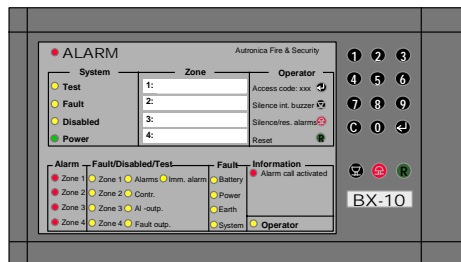 ALARM
Autronica Fire & Security
System
Zone
Operator
Test
1:
Access code: xxx
Fault
2:
Silence int. buzzer
Disabled
3:
Silence/res. alarms
Power
4:
Reset R
1 2 3
4 5 6
7 8 9
C 0
R
BX-10
Alarm Fault/Disabled/Test Fault Information
Zone 1 Zone 1 Alarms Imm. alarm Battery Alarm call activated
Zone 2 Zone 2 Contr. Power
Zone 3 Zone 3 Al -outp. Earth
Zone 4 Zone 4 Fault outp. System Operator